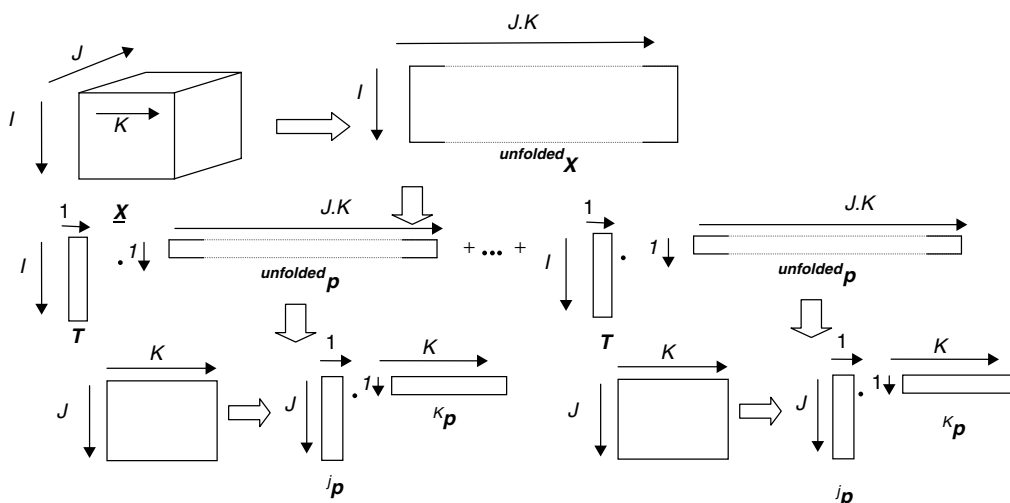 J
J.K
I
I
K
unfolded X
X
1
J.K
1
J.K
I
. 1
+ ... +
I
. 1
unfolded p
unfolded p
T
T
K
1
K
K
1
K
J
J
. 1
J
J
. 1
K p
K p
j p
j p